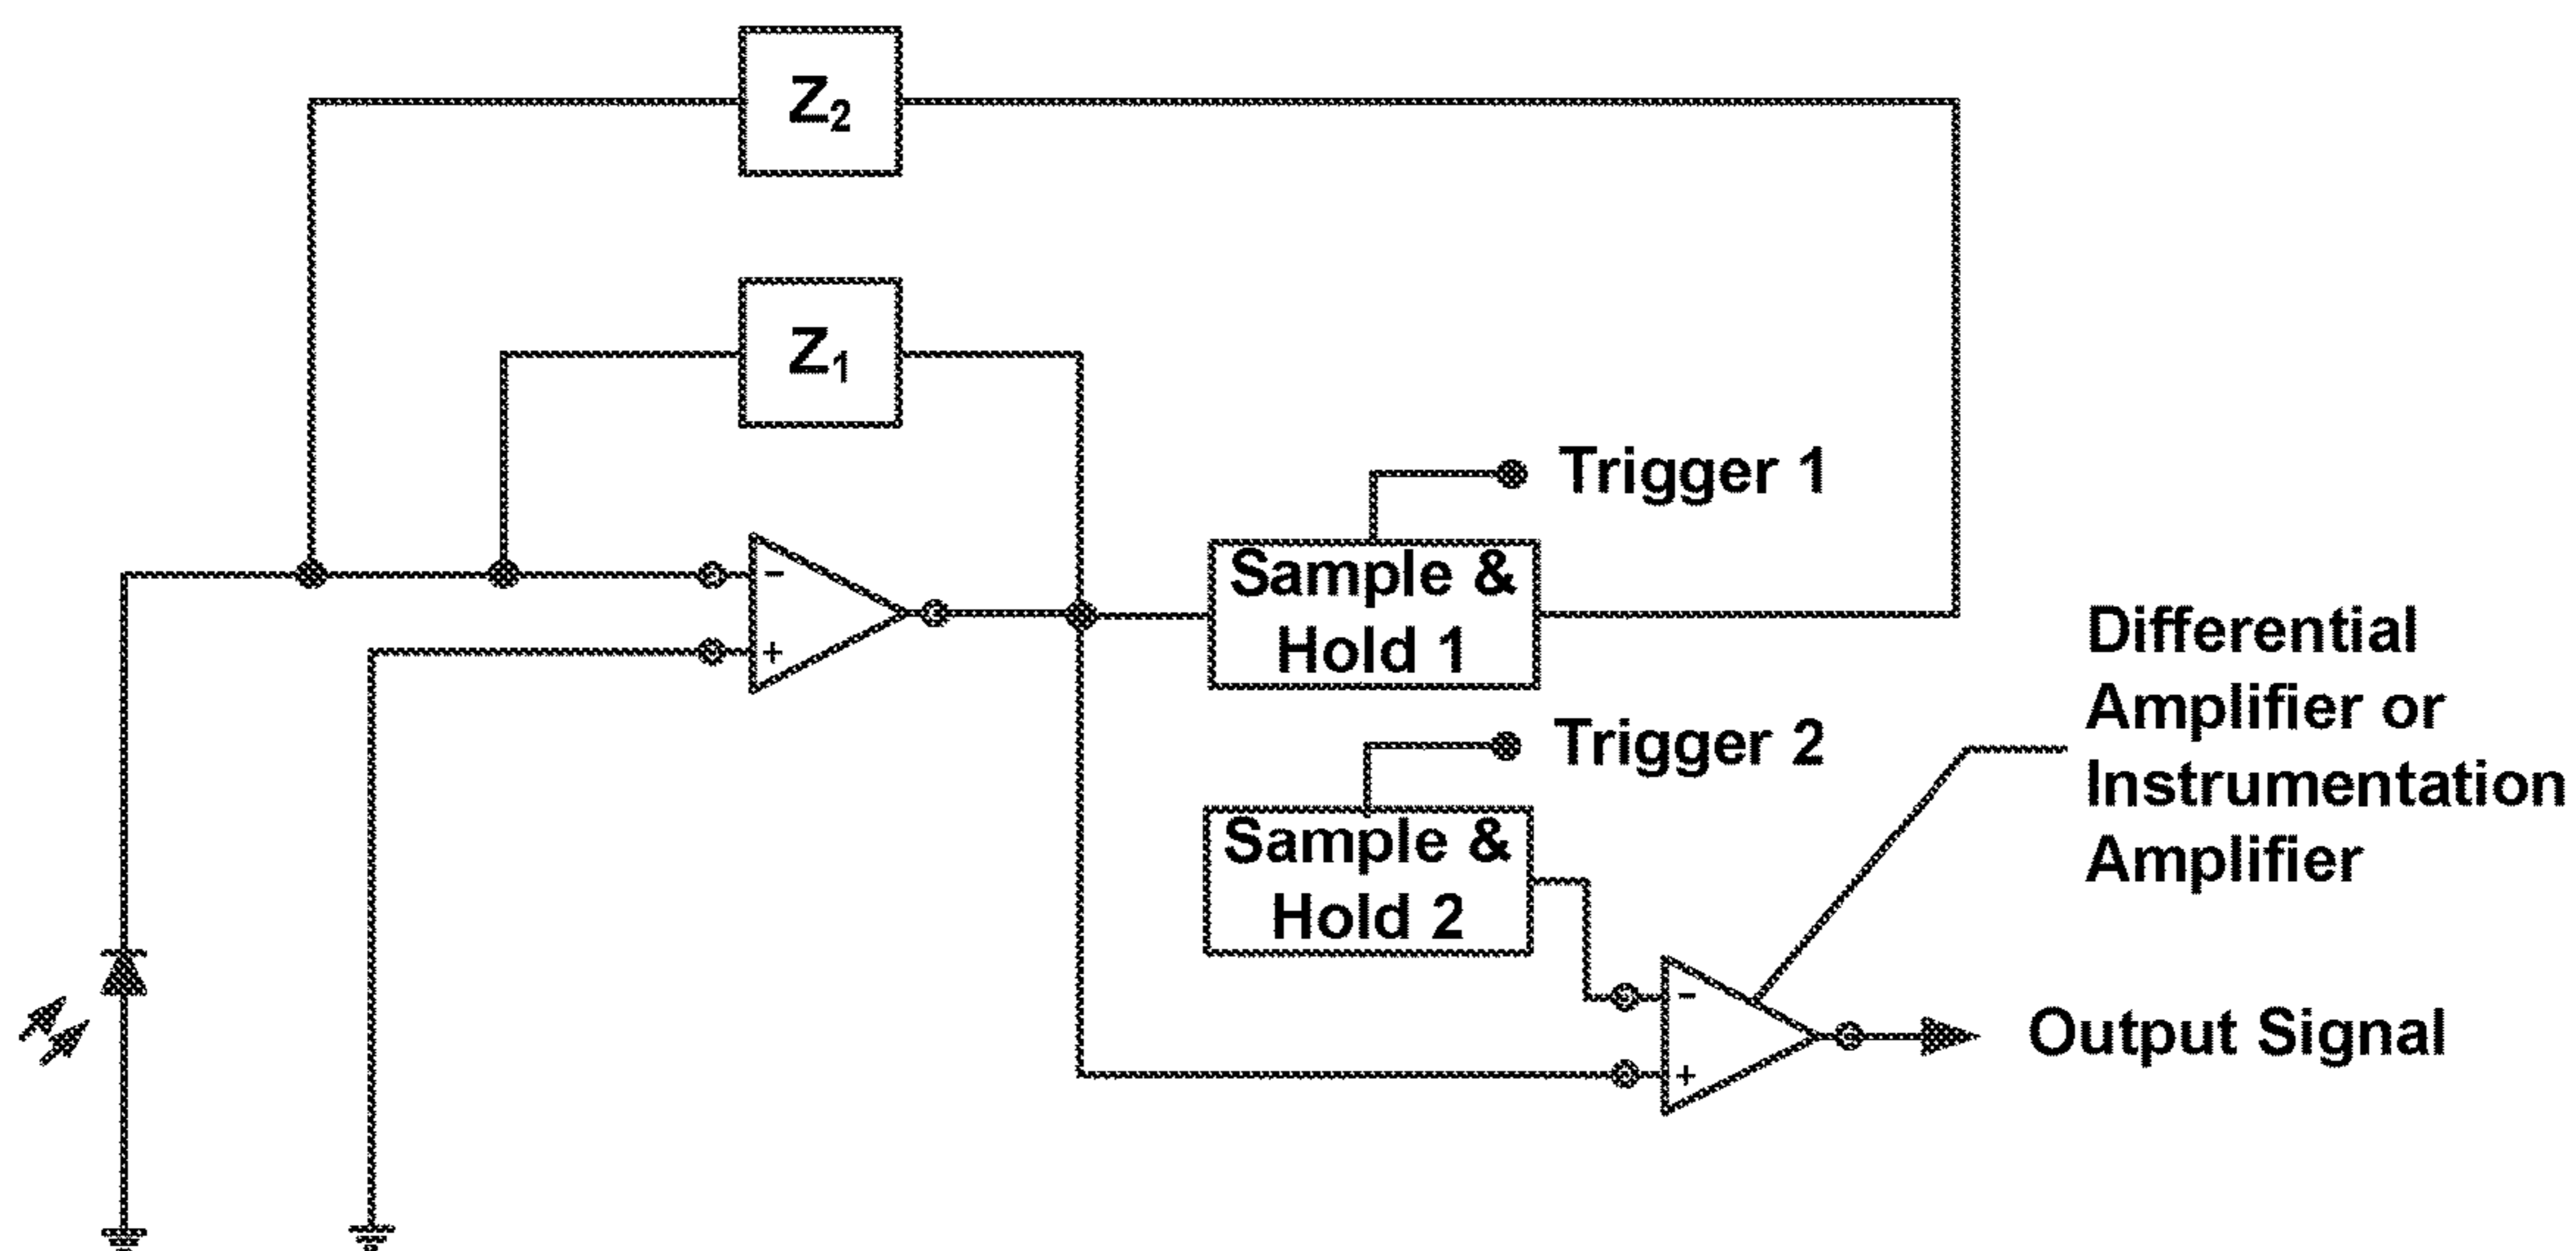 Z₂
Z₁
Trigger 1
Sample &
Hold 1
Trigger 2
Sample &
Hold 2
Differential
Amplifier or
Instrumentation
Amplifier
Output Signal
-
+
-
+